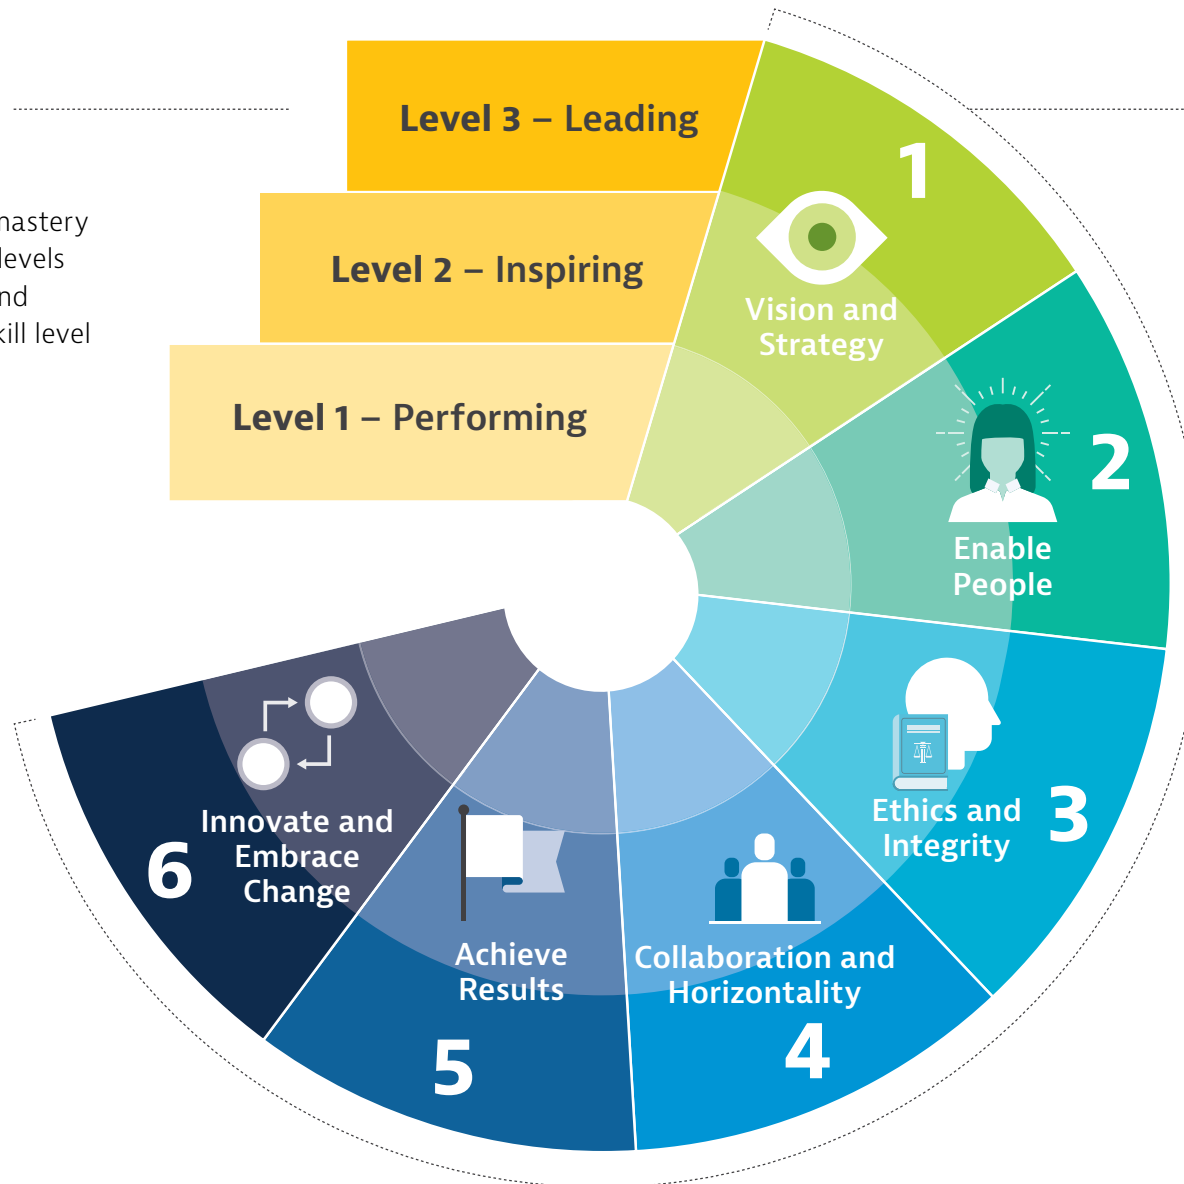 Level 3 – Leading
Level 2 – Inspiring
Level 1 – Performing
levels
1
Vision and
Strategy
2
Enable
People
3
Ethics and
Integrity
4
Collaboration and
Horizontality
5
Achieve
Results
6
Innovate and
Embrace
Change